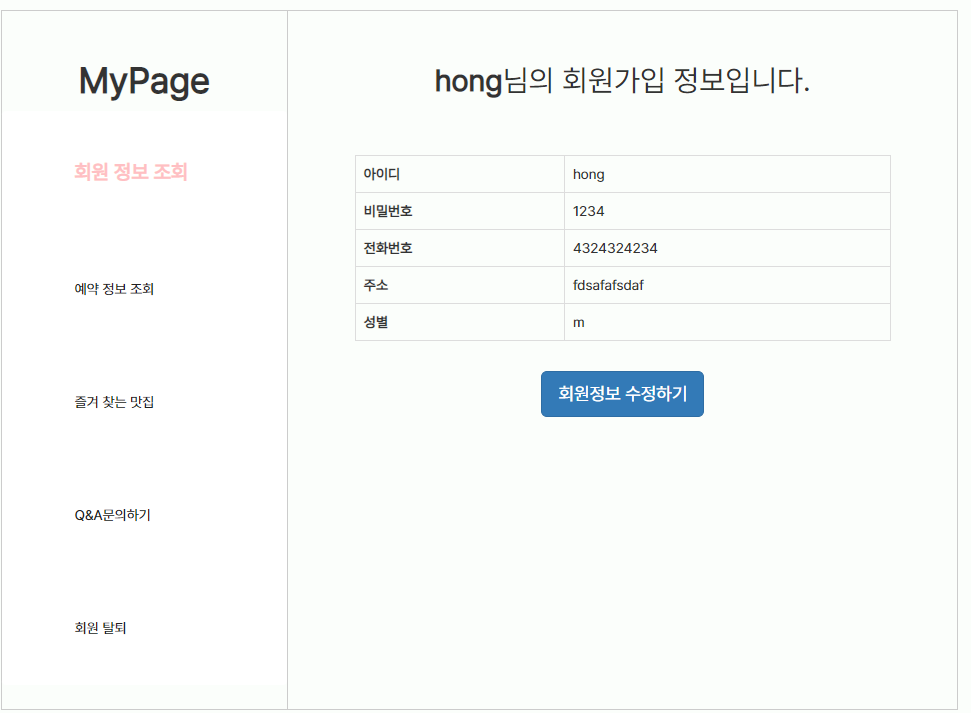 MyPage
회원 정보 조회
예약 정보 조회
즐겨 찾는 맛집
Q&A문의하기
회원 탈퇴
hong님의 회원가입 정보입니다.
아이디 hong
비밀번호 1234
전화번호 4324324234
주소 fdsafafsdaf
성별 m
회원정보 수정하기